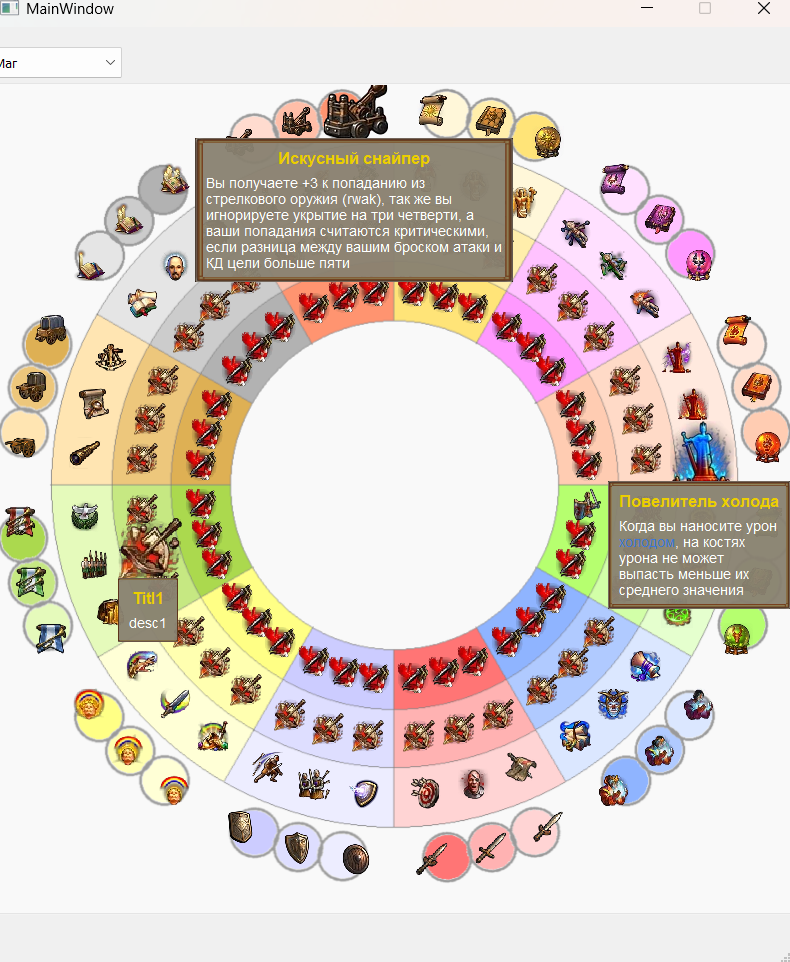 MainWindow
Маг
Искусный снайпер
Вы получаете +3 к попаданию из
стрелкового оружия (rwak), так же вы
игнорируете укрытие на три четверти, а
ваши попадания считаются критическими,
если разница между вашим броском атаки и
КД цели больше пяти
Повелитель холода
Когда вы наносите урон
холодом, на костях
урона не может
выпасть меньше их
среднего значения
Titl1
desc1